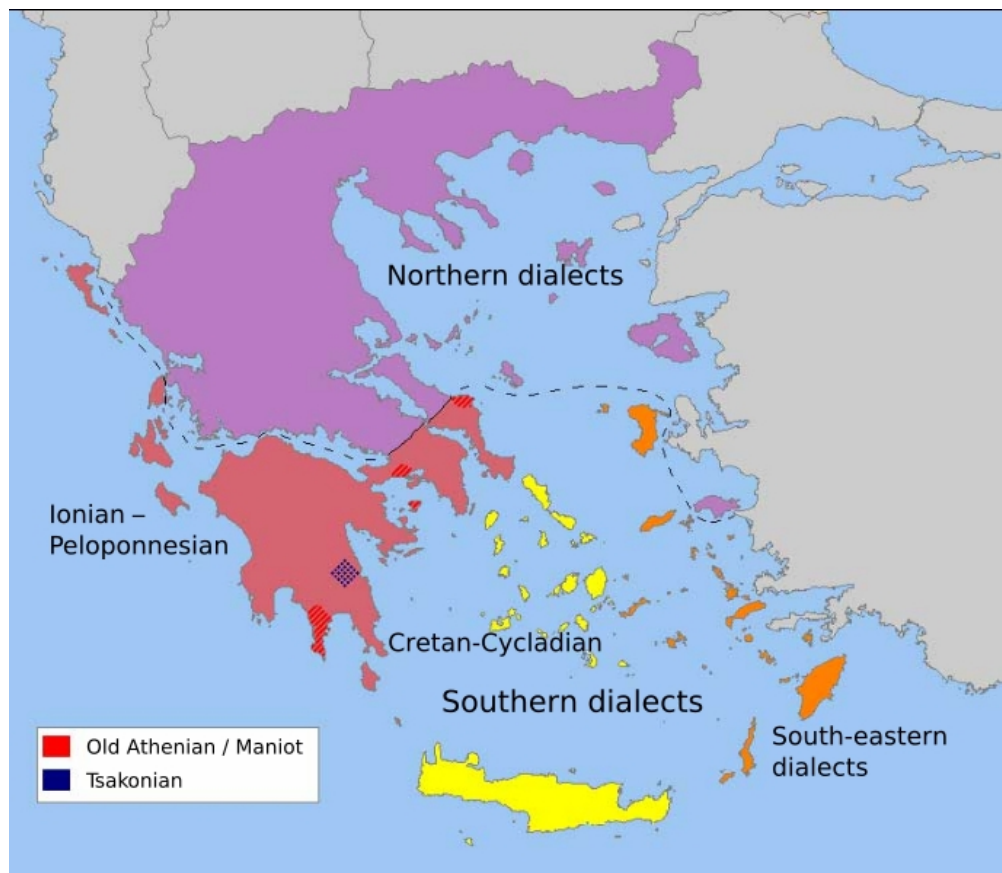 Northern dialects
Ionian –
Peloponnesian
Cretan-Cycladian
Southern dialects
South-eastern
dialects
Old Athenian / Maniot
Tsakonian